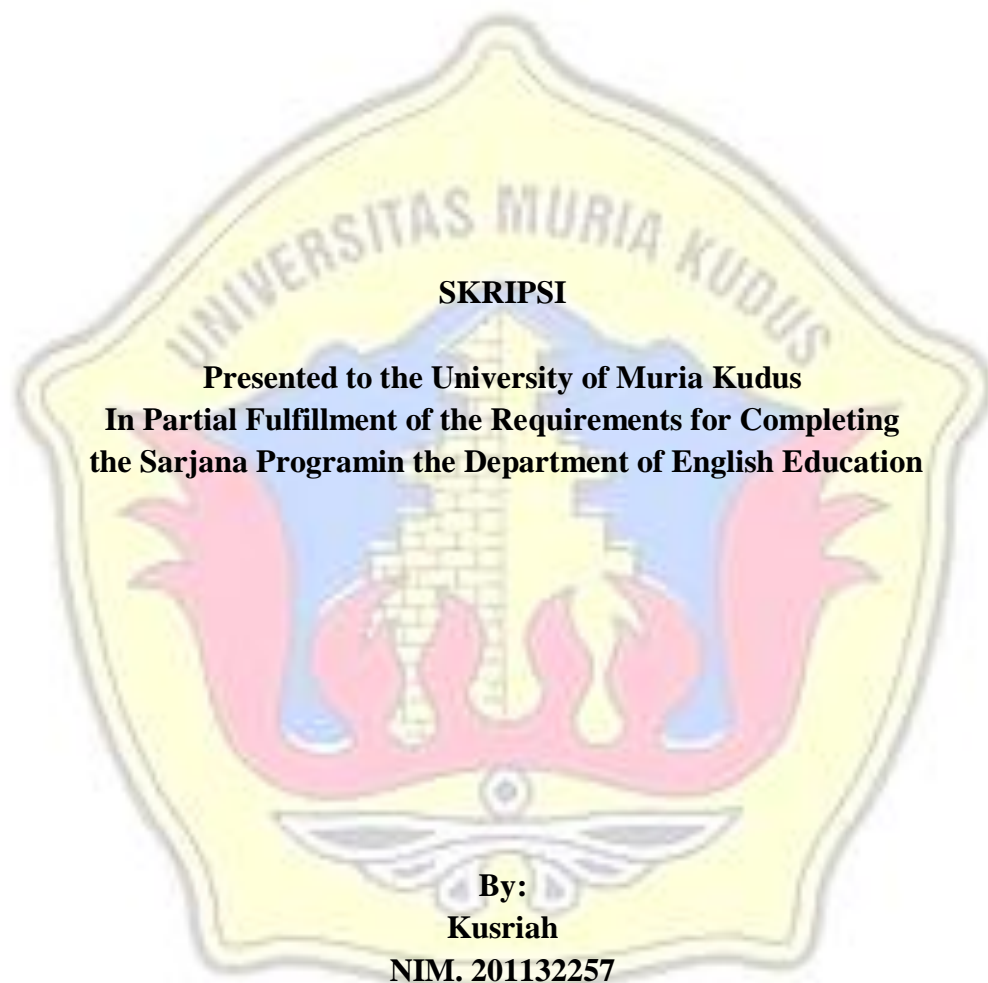 UNIVERSITAS MURIA KUDUS
SKRIPSI
Presented to the University of Muria Kudus
In Partial Fulfillment of the Requirements for Completing
the Sarjana Programin the Department of English Education
By:
Kusriah
NIM. 201132257